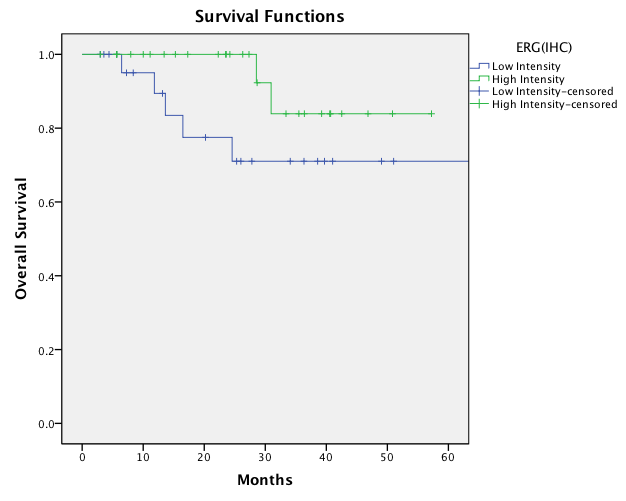 Survival Functions
ERG(IHC)
Low Intensity
High Intensity
Low Intensity-censored
High Intensity-censored
Overall Survival
1.0
0.8
0.6
0.4
0.2
0.0
0 10 20 30 40 50 60
Months